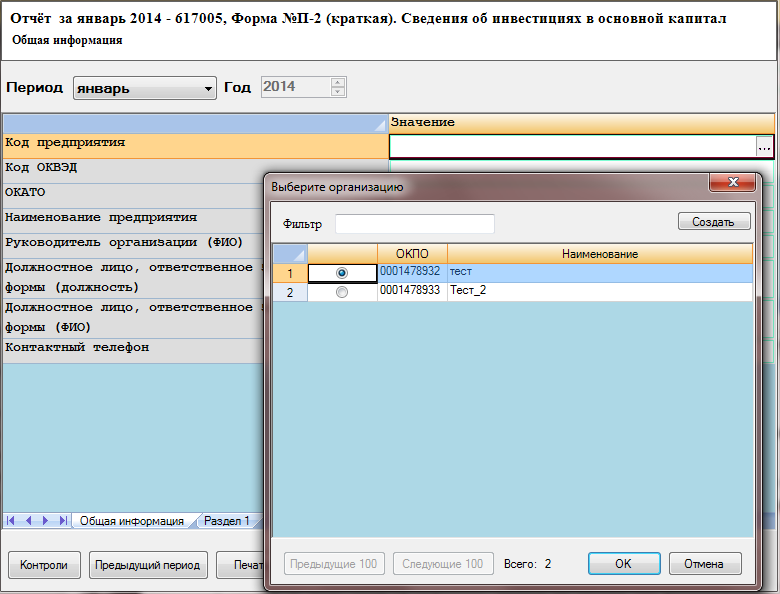 Отчёт за январь 2014 - 617005, Форма №П-2 (краткая). Сведения об инвестициях в основной капитал
Общая информация
Период январь Год 2014
Значение
Код предприятия ...
Код ОКВЭД
ОКАТО
Наименование предприятия
Руководитель организации (ФИО)
Должностное лицо, ответственное
формы (должность)
Должностное лицо, ответственное
формы (ФИО)
Контактный телефон
Общая информация Раздел 1
Контроли Предыдущий период Печат
Выберите организацию
Фильтр Создать
ОКПО Наименование
1 0001478932 тест
2 0001478933 Тест_2
Предыдущие 100 Следующие 100 Всего: 2 OK Отмена